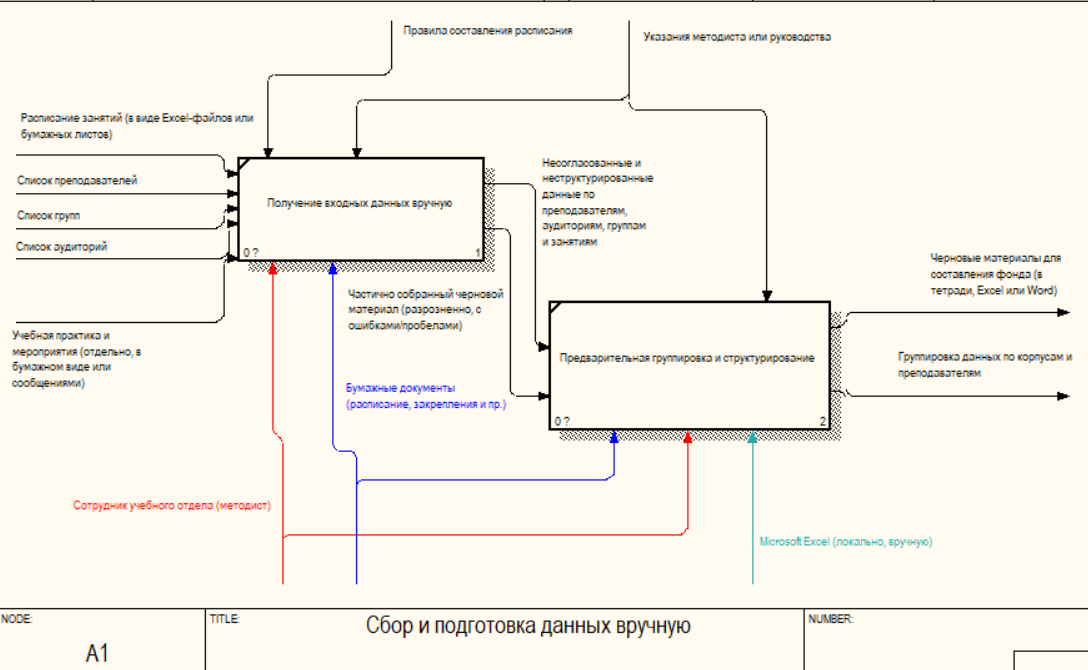 Правила составления расписания
Указания методиста или руководства
Расписание занятий (в виде Excel-файлов или
бумажных листов)
Список преподавателей
Список групп
Список аудиторий
Учебная практика и
мероприятия (отдельно, в
бумажном виде или
сообщениями)
Получение входных данных вручную
0 ?
1
Несогласованные и
неструктурированные
данные по
преподавателям,
аудиториям, группам
и занятиям
Частично собранный черновой
материал (разрозненно, с
ошибками/пробелами)
Предварительная группировка и структурирование
0 ?
2
Черновые материалы для
составления фонда (в
тетради, Excel или Word)
Группировка данных по корпусам и
преподавателям
Бумажные документы
(расписание, закрепления и пр.)
Сотрудник учебного отдела (методист)
Microsoft Excel (локально, вручную)
NODE:
A1
TITLE:
Сбор и подготовка данных вручную
NUMBER: